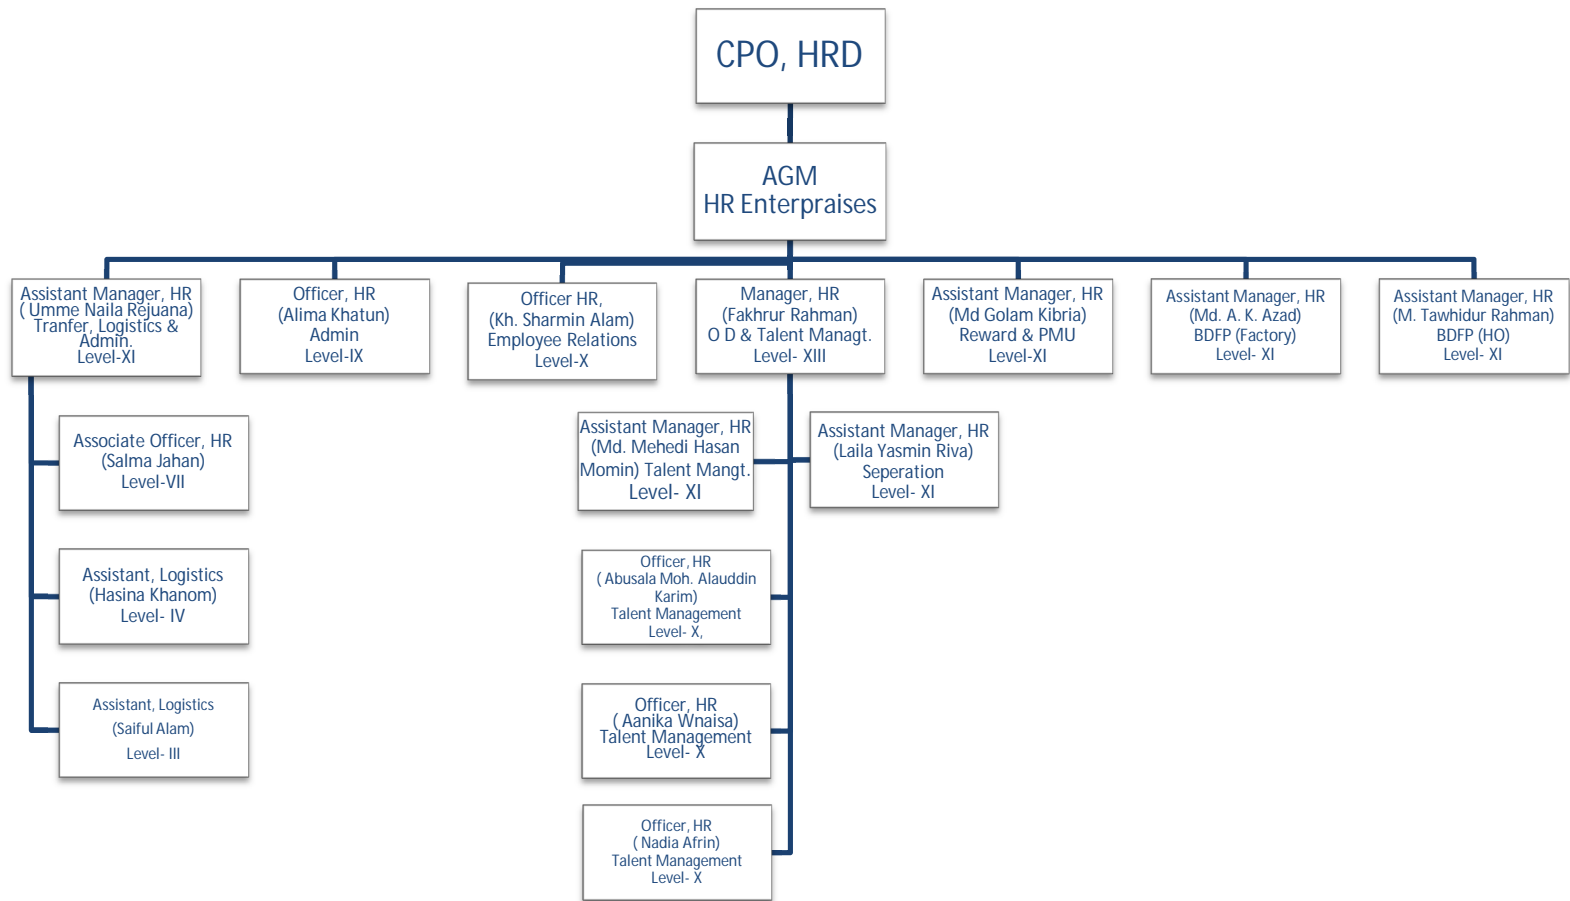 CPO, HRD
AGM
HR Enterpraises
Assistant Manager, HR
( Umme Naila Rejuana)
Tranfer, Logistics &
Admin.
Level-XI
Officer, HR
(Alima Khatun)
Admin
Level-IX
Officer HR,
(Kh. Sharmin Alam)
Employee Relations
Level-X
Manager, HR
(Fakhrur Rahman)
O D & Talent Managt.
Level- XIII
Assistant Manager, HR
(Md Golam Kibria)
Reward & PMU
Level-XI
Assistant Manager, HR
(Md. A. K. Azad)
BDFP (Factory)
Level- XI
Assistant Manager, HR
(M. Tawhidur Rahman)
BDFP (HO)
Level- XI
Associate Officer, HR
(Salma Jahan)
Level-VII
Assistant, Logistics
(Hasina Khanom)
Level- IV
Assistant, Logistics
(Saiful Alam)
Level- III
Assistant Manager, HR
(Md. Mehedi Hasan
Momin) Talent Mangt.
Level- XI
Assistant Manager, HR
(Laila Yasmin Riva)
Seperation
Level- XI
Officer, HR
( Abusala Moh. Alauddin
Karim)
Talent Management
Level- X,
Officer, HR
( Aanika Wnaisa)
Talent Management
Level- X
Officer, HR
( Nadia Afrin)
Talent Management
Level- X